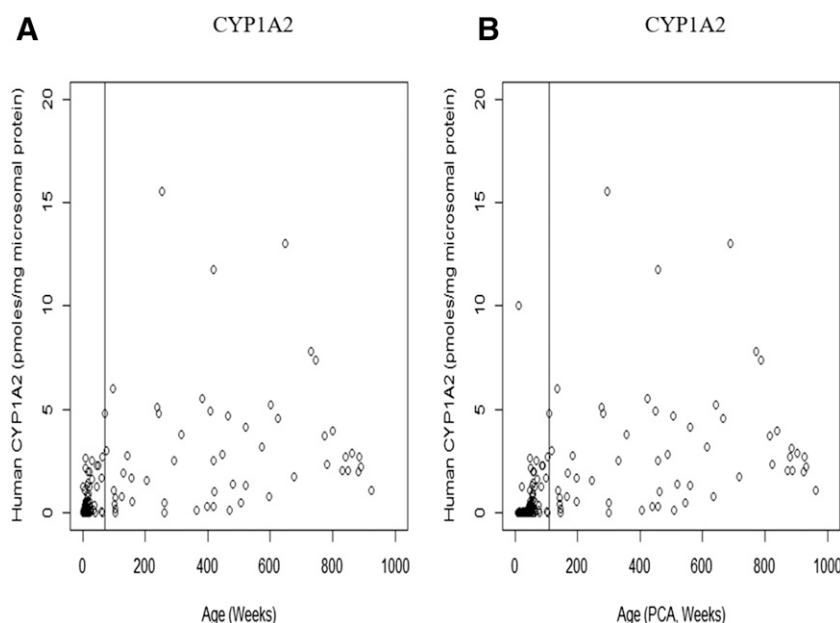 A
CYP1A2
Human CYP1A2 (pmoles/mg microsomal protein)
20
15
10
5
0
0 200 400 600 800 1000
Age (Weeks)
B
CYP1A2
Human CYP1A2 (pmoles/mg microsomal protein)
20
15
10
5
0
0 200 400 600 800 1000
Age (PCA, Weeks)